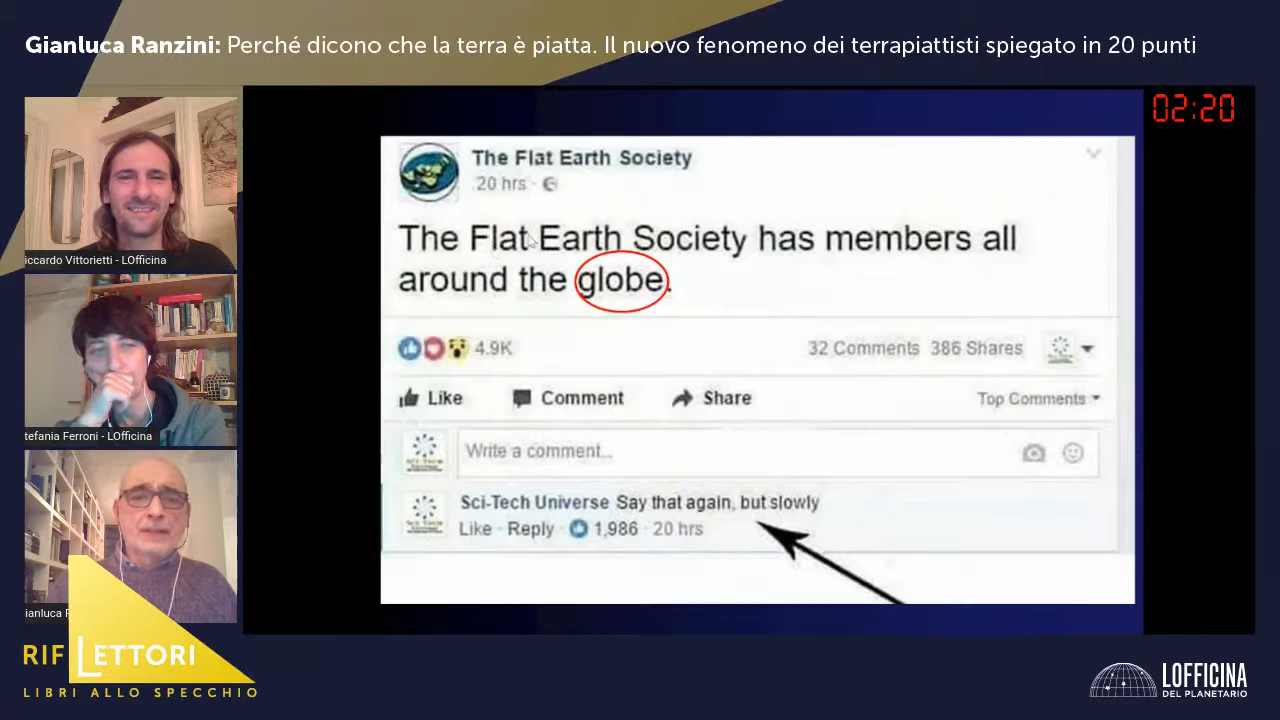 Gianluca Ranzini: Perché dicono che la terra è piatta. Il nuovo fenomeno dei terrapiattisti spiegato in 20 punti
02:20
The Flat Earth Society
20 hrs ·
The Flat Earth Society has members all
around the globe.
4.9K
32 Comments 386 Shares
Like Comment Share
Top Comments
Write a comment...
Sci-Tech Universe Say that again, but slowly
Like · Reply · 1,986 · 20 hrs
iccardo Vittorietti - LOfficina
tefania Ferroni - LOfficina
ianluca
RIFLETTORI
LIBRI ALLO SPECCHIO
LOFFICINA
DEL PLANETARIO